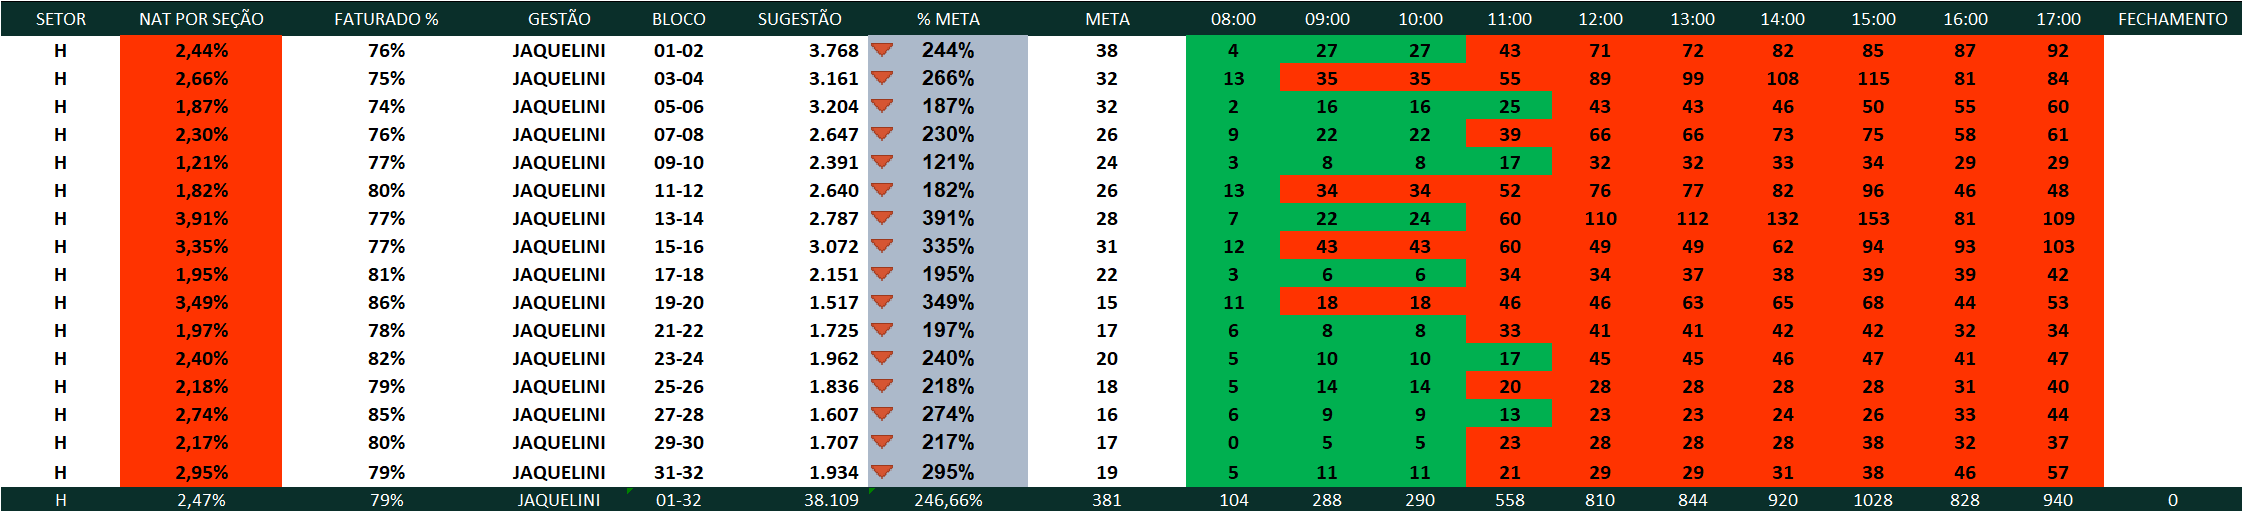 SETOR NAT POR SEÇÃO FATURADO % GESTÃO BLOCO SUGESTÃO % META META 08:00 09:00 10:00 11:00 12:00 13:00 14:00 15:00 16:00 17:00 FECHAMENTO
H 2,44% 76% JAQUELINI 01-02 3.768 244% 38 4 27 27 43 71 72 82 85 87 92
H 2,66% 75% JAQUELINI 03-04 3.161 266% 32 13 35 35 55 89 99 108 115 81 84
H 1,87% 74% JAQUELINI 05-06 3.204 187% 32 2 16 16 25 43 43 46 50 55 60
H 2,30% 76% JAQUELINI 07-08 2.647 230% 26 9 22 22 39 66 66 73 75 58 61
H 1,21% 77% JAQUELINI 09-10 2.391 121% 24 3 8 8 17 32 32 33 34 29 29
H 1,82% 80% JAQUELINI 11-12 2.640 182% 26 13 34 34 52 76 77 82 96 46 48
H 3,91% 77% JAQUELINI 13-14 2.787 391% 28 7 22 24 60 110 112 132 153 81 109
H 3,35% 77% JAQUELINI 15-16 3.072 335% 31 12 43 43 60 49 49 62 94 93 103
H 1,95% 81% JAQUELINI 17-18 2.151 195% 22 3 6 6 34 34 37 38 39 39 42
H 3,49% 86% JAQUELINI 19-20 1.517 349% 15 11 18 18 46 46 63 65 68 44 53
H 1,97% 78% JAQUELINI 21-22 1.725 197% 17 6 8 8 33 41 41 42 42 32 34
H 2,40% 82% JAQUELINI 23-24 1.962 240% 20 5 10 10 17 45 45 46 47 41 47
H 2,18% 79% JAQUELINI 25-26 1.836 218% 18 5 14 14 20 28 28 28 28 31 40
H 2,74% 85% JAQUELINI 27-28 1.607 274% 16 6 9 9 13 23 23 24 26 33 44
H 2,17% 80% JAQUELINI 29-30 1.707 217% 17 0 5 5 23 28 28 28 38 32 37
H 2,95% 79% JAQUELINI 31-32 1.934 295% 19 5 11 11 21 29 29 31 38 46 57
H 2,47% 79% JAQUELINI 01-32 38.109 246,66% 381 104 288 290 558 810 844 920 1028 828 940 0